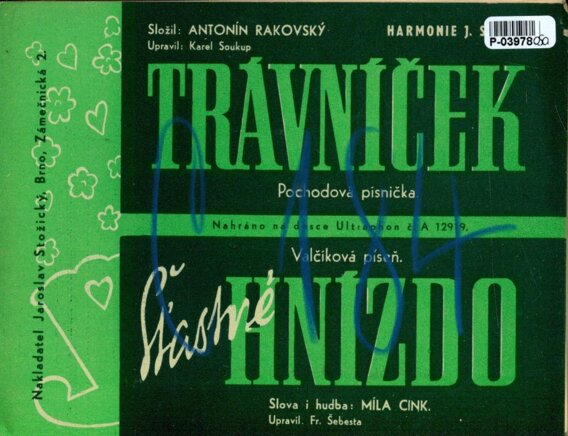 Složil: ANTONÍN RAKOVSKÝ
Upravil: Karel Soukup
HARMONIE J. S
P-03978
TRÁVNÍČEK
Pochodová písnička.
Nahráno na desce Ultraphon č. A 12919.
Valčíková píseň.
Šťastné
HNÍZDO
Slova i hudba: MÍLA CINK.
Upravil. Fr. Šebesta
Nakladatel Jaroslav Stožický, Brno, Zámečnická 2.
C 184